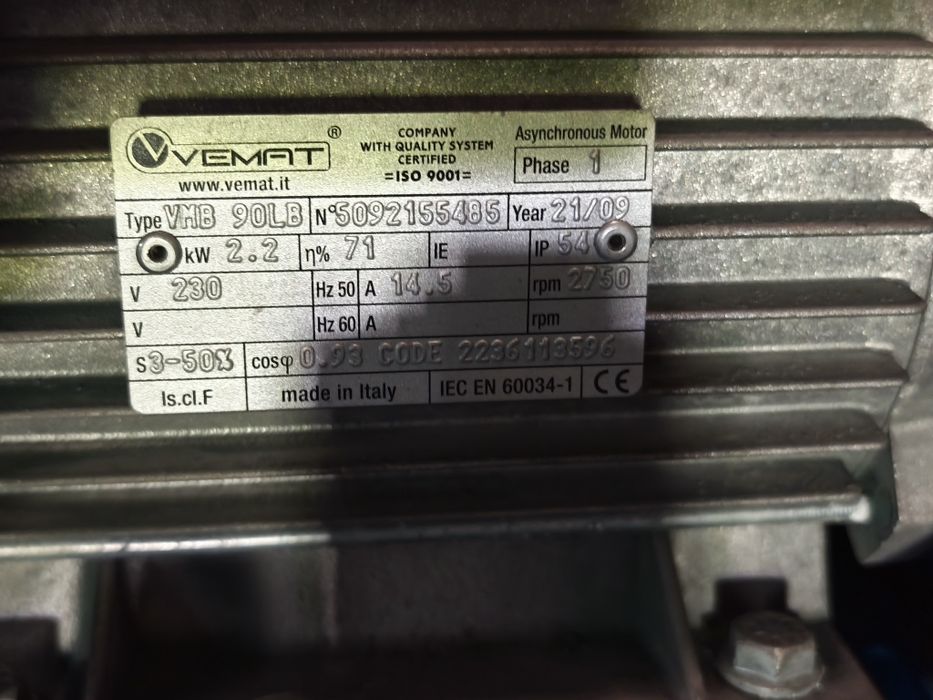 VEMAT ®
www.vemat.it
COMPANY
WITH QUALITY SYSTEM
CERTIFIED
=ISO 9001=
Asynchronous Motor
Phase 1
Type VMB 90LB N° 5092155485 Year 21/09
kW 2.2 η% 71 IE IP 54
V 230 Hz 50 A 14.5 rpm 2750
V Hz 60 A rpm
S3-50% cosφ 0.93 CODE 2236113596
Is.cl.F made in Italy IEC EN 60034-1 CE